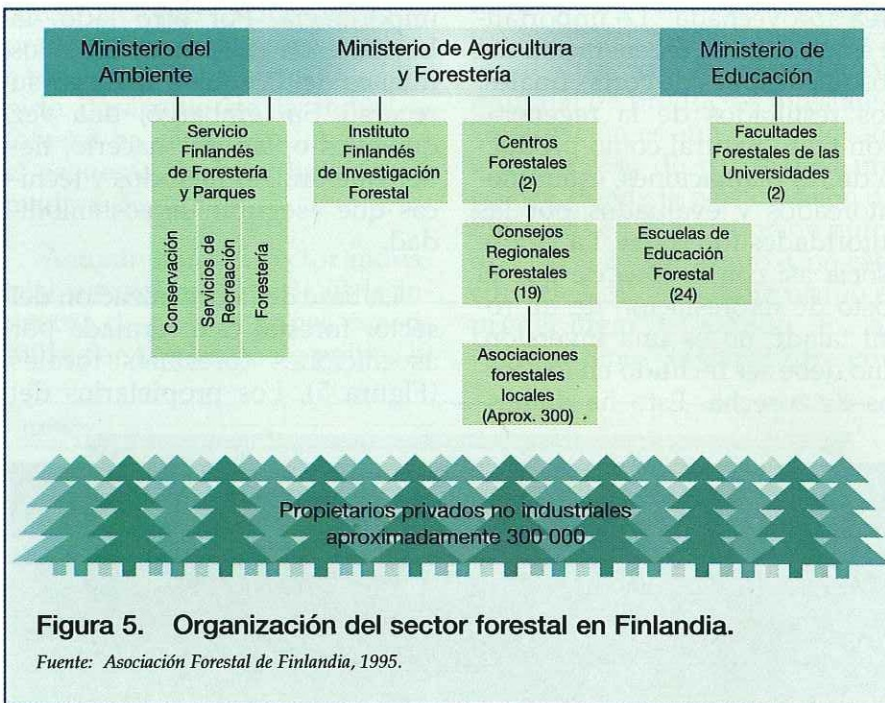 Ministerio del
Ambiente
Ministerio de Agricultura
y Forestería
Ministerio de
Educación
Servicio
Finlandés
de Forestería
y Parques
Instituto
Finlandés
de Investigación
Forestal
Centros
Forestales
(2)
Facultades
Forestales de las
Universidades
(2)
Conservación
Servicios de
Recreación
Forestería
Consejos
Regionales
Forestales
(19)
Escuelas de
Educación
Forestal
(24)
Asociaciones
forestales
locales
(Aprox. 300)
Propietarios privados no industriales
aproximadamente 300 000
Figura 5. Organización del sector forestal en Finlandia.
Fuente: Asociación Forestal de Finlandia, 1995.